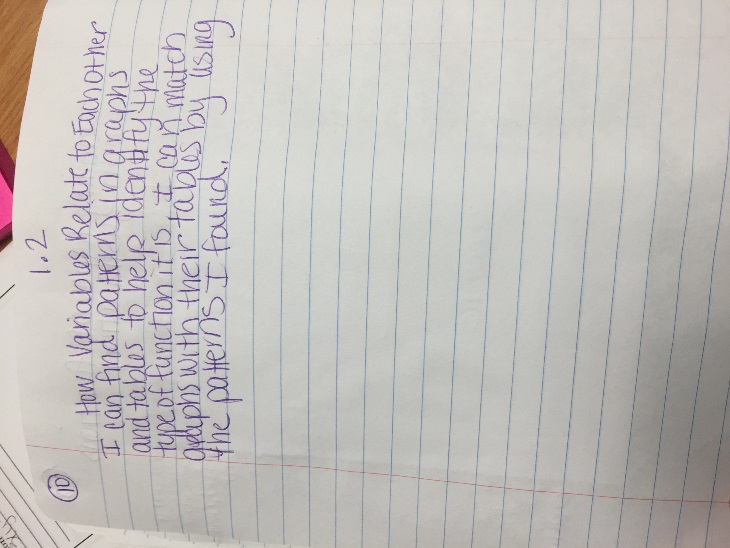 10
1.2
How Variables Relate to Each other
I can find patterns in graphs
and tables to help identify the
type of function it is. I can match
graphs with their tables by using
the patterns I found.